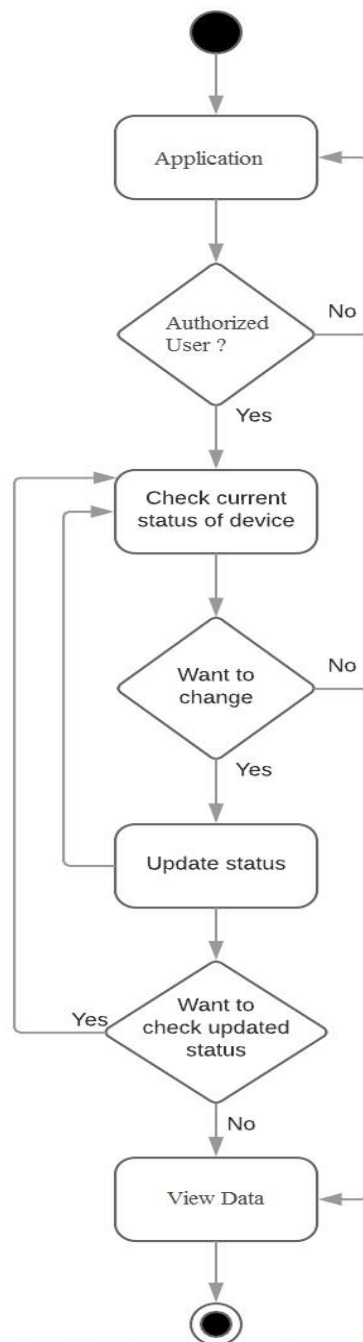 Application
Authorized
User ?
No
Yes
Check current
status of device
Want to
change
No
Yes
Update status
Want to
check updated
status
Yes
No
View Data